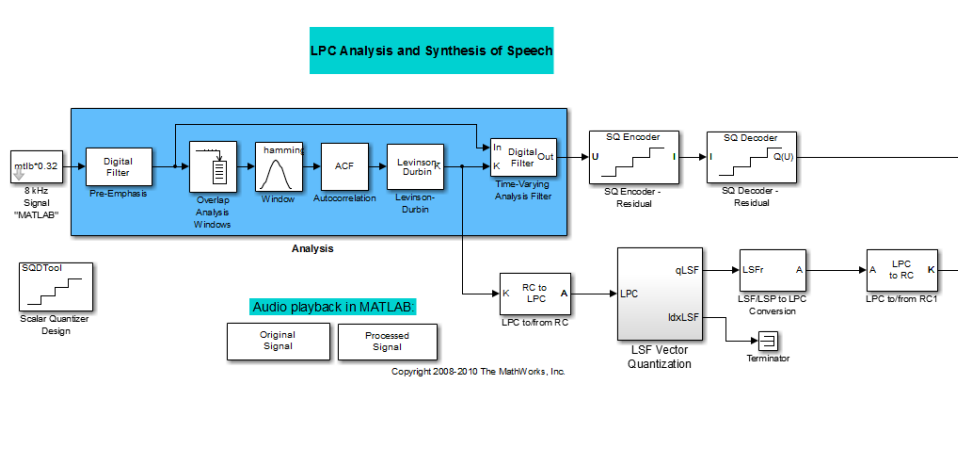 LPC Analysis and Synthesis of Speech
mtlb*0.32
8 kHz
Signal
"MATLAB"
Digital
Filter
Pre-Emphasis
Overlap
Analysis
Windows
hamming
Window
ACF
Autocorrelation
Levinson
Durbin
K
Levinson-
Durbin
In
K
Digital
Filter
Out
Time-Varying
Analysis Filter
Analysis
SQ Encoder
U
I
SQ Encoder -
Residual
SQ Decoder
I
Q(U)
SQ Decoder -
Residual
SQDTool
Scalar Quantizer
Design
Audio playback in MATLAB:
Original
Signal
Processed
Signal
K
RC to
LPC
A
LPC to/from RC
LPC
qLSF
IdxLSF
LSF Vector
Quantization
LSFr
A
LSF/LSP to LPC
Conversion
Terminator
A
LPC
to RC
K
LPC to/from RC1
Copyright 2008-2010 The MathWorks, Inc.